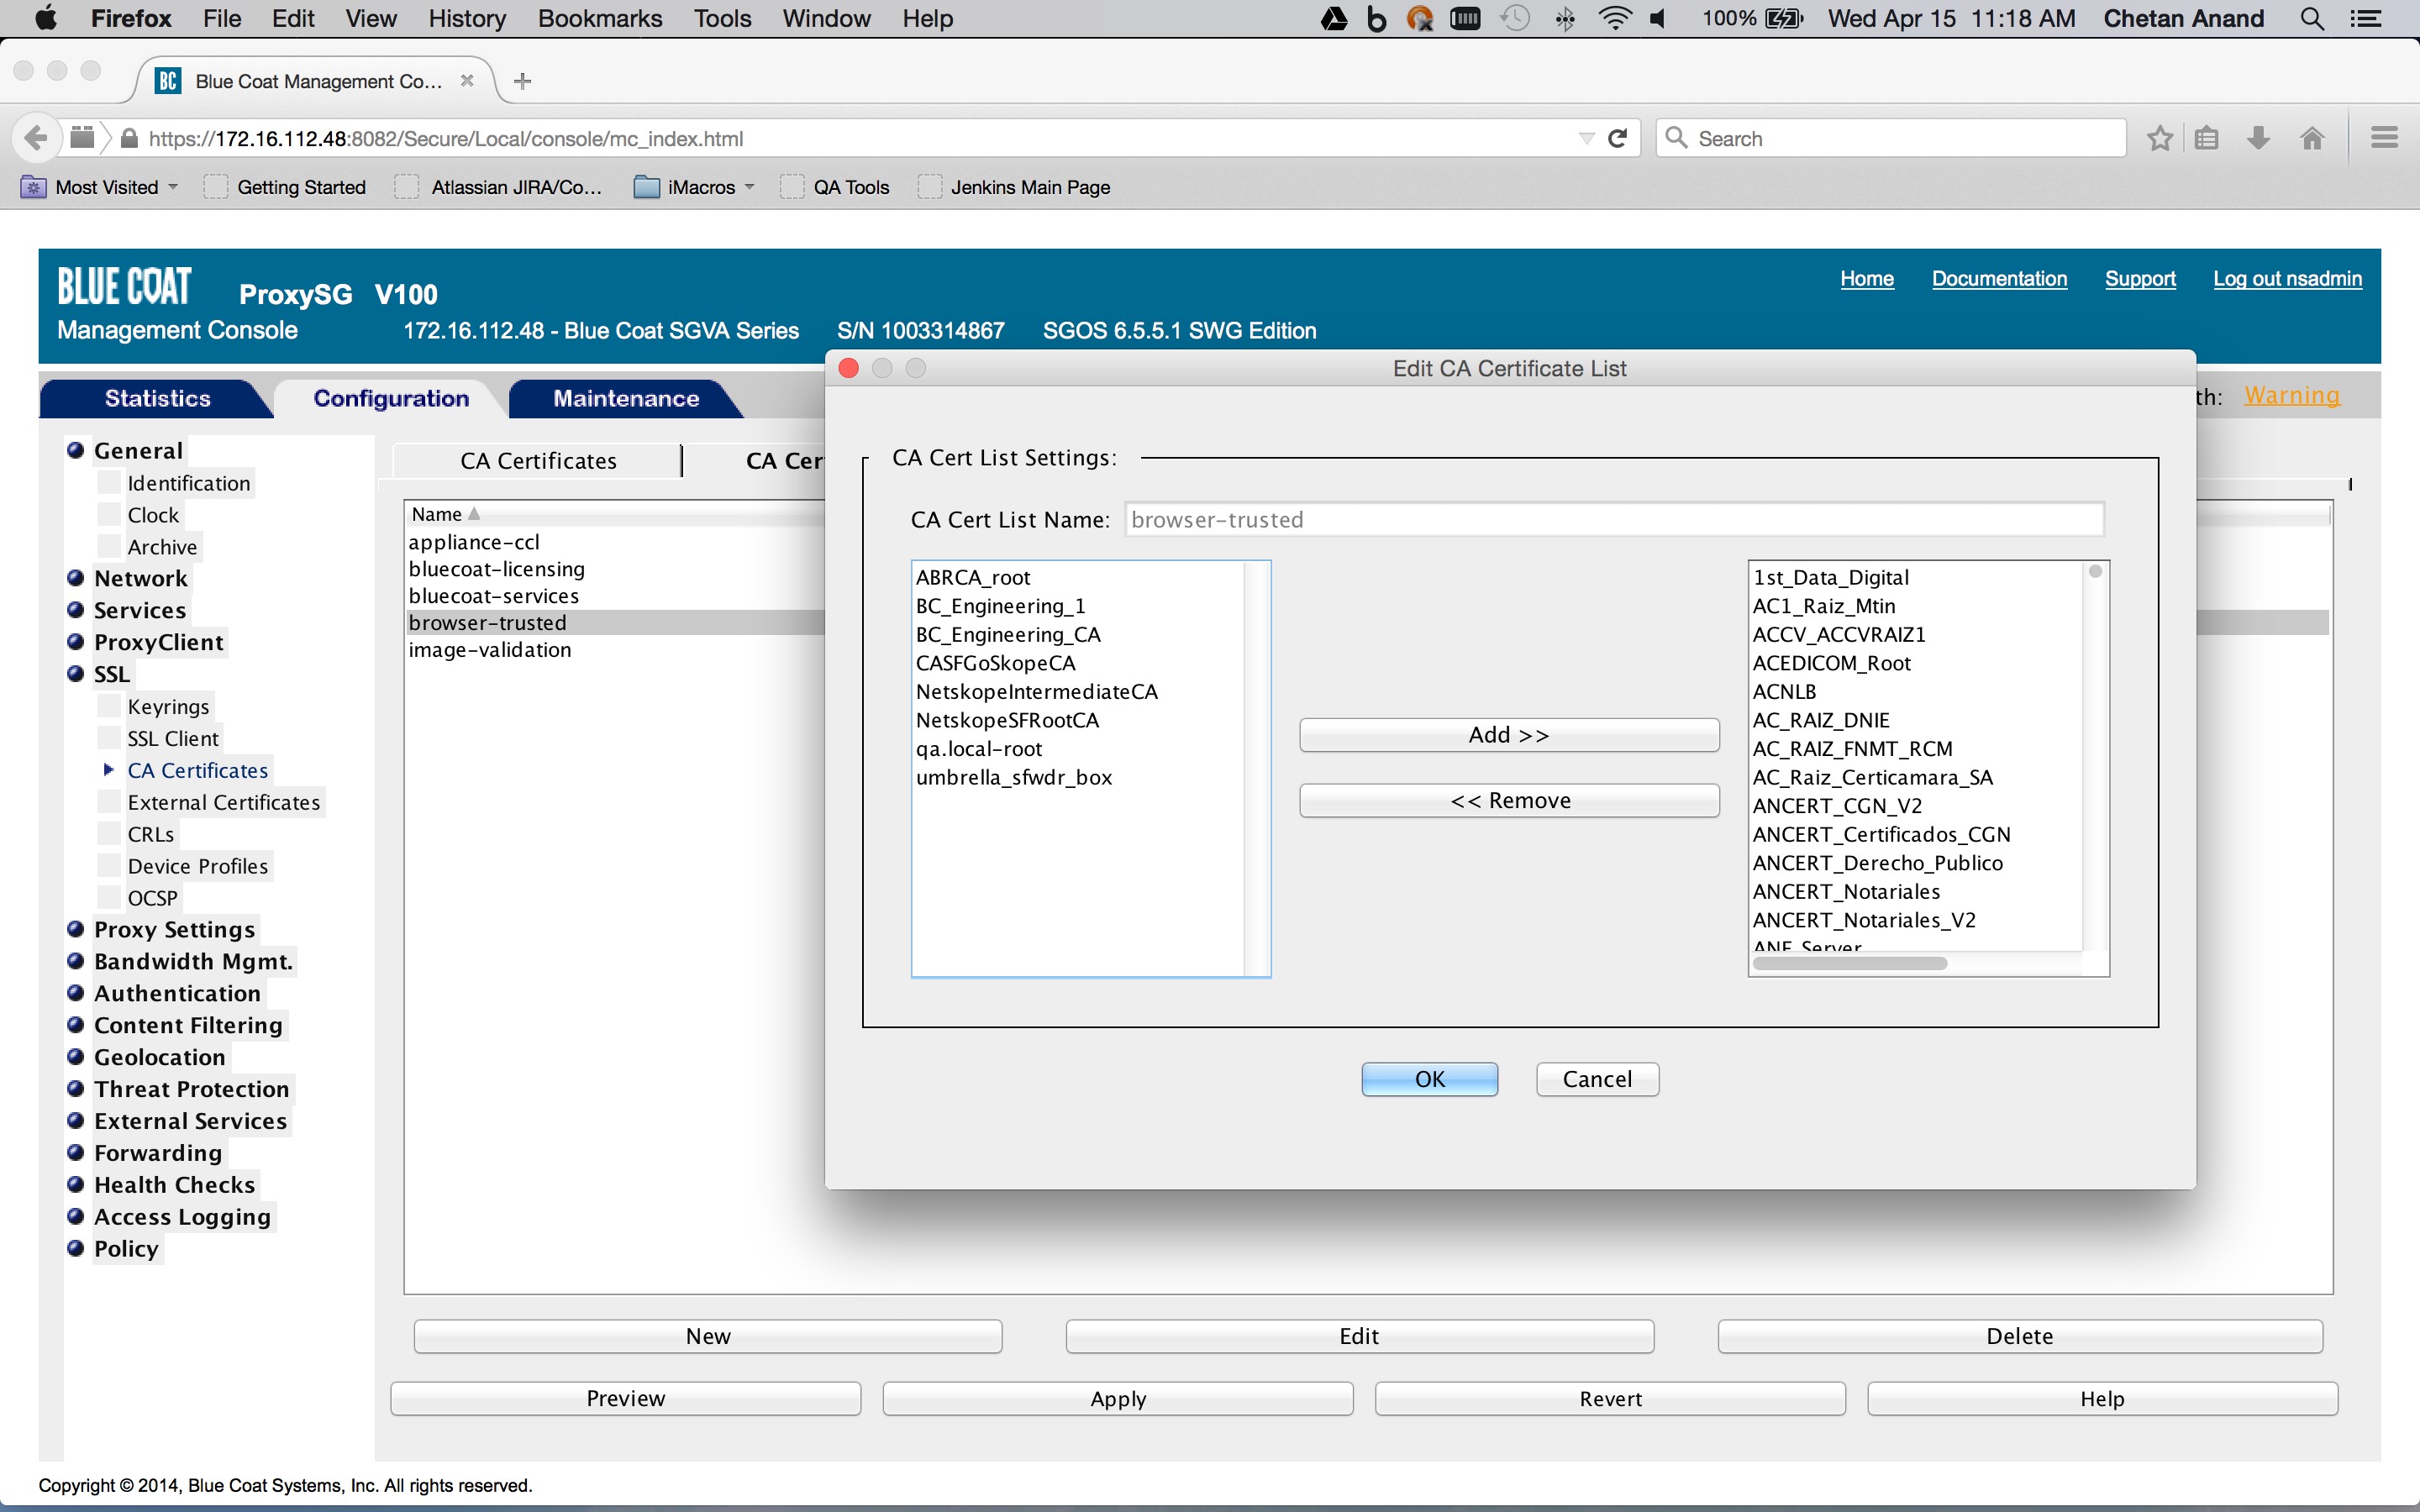 Firefox File Edit View History Bookmarks Tools Window Help 100% Wed Apr 15 11:18 AM Chetan Anand
BC Blue Coat Management Co...
https://172.16.112.48:8082/Secure/Local/console/mc_index.html Search
Most Visited Getting Started Atlassian JIRA/Co... iMacros QA Tools Jenkins Main Page
BLUE COAT ProxySG V100 Home Documentation Support Log out nsadmin
Management Console 172.16.112.48 - Blue Coat SGVA Series S/N 1003314867 SGOS 6.5.5.1 SWG Edition
Statistics Configuration Maintenance th: Warning
General
Identification
Clock
Archive
Network
Services
ProxyClient
SSL
Keyrings
SSL Client
CA Certificates
External Certificates
CRLs
Device Profiles
OCSP
Proxy Settings
Bandwidth Mgmt.
Authentication
Content Filtering
Geolocation
Threat Protection
External Services
Forwarding
Health Checks
Access Logging
Policy
CA Certificates CA Cer
Name
appliance-ccl
bluecoat-licensing
bluecoat-services
browser-trusted
image-validation
Edit CA Certificate List
CA Cert List Settings:
CA Cert List Name: browser-trusted
ABRCA_root
BC_Engineering_1
BC_Engineering_CA
CASFGoSkopeCA
NetskopeIntermediateCA
NetskopeSFRootCA
qa.local-root
umbrella_sfwdr_box
Add >>
<< Remove
1st_Data_Digital
AC1_Raiz_Mtin
ACCV_ACCVRAIZ1
ACEDICOM_Root
ACNLB
AC_RAIZ_DNIE
AC_RAIZ_FNMT_RCM
AC_Raiz_Certicamara_SA
ANCERT_CGN_V2
ANCERT_Certificados_CGN
ANCERT_Derecho_Publico
ANCERT_Notariales
ANCERT_Notariales_V2
ANF_Server
OK Cancel
New Edit Delete
Preview Apply Revert Help
Copyright © 2014, Blue Coat Systems, Inc. All rights reserved.